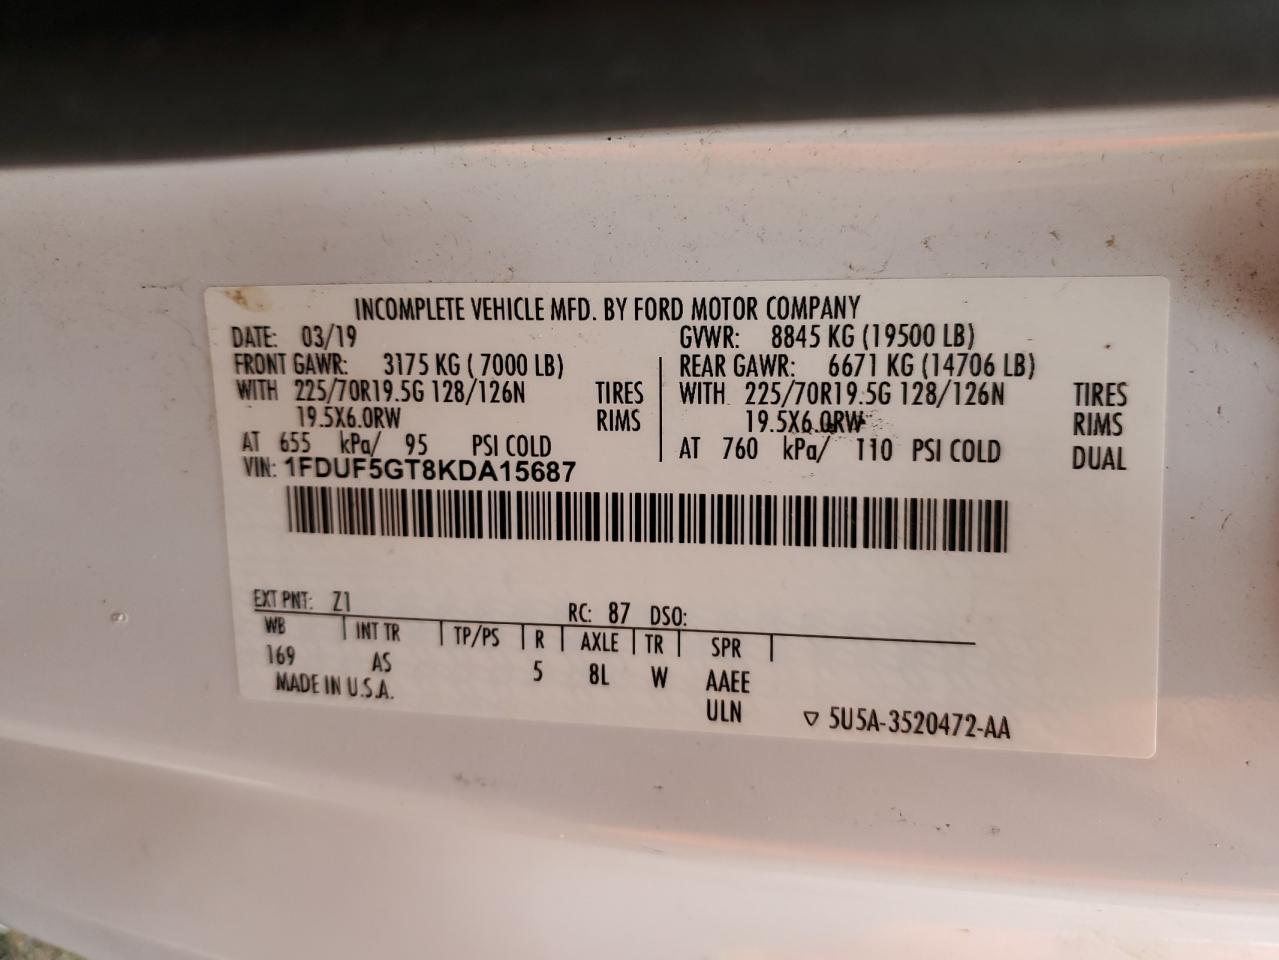 INCOMPLETE VEHICLE MFD. BY FORD MOTOR COMPANY
DATE: 03/19 GVWR: 8845 KG (19500 LB)
FRONT GAWR: 3175 KG ( 7000 LB) REAR GAWR: 6671 KG (14706 LB)
WITH 225/70R19.5G 128/126N TIRES WITH 225/70R19.5G 128/126N TIRES
19.5X6.0RW RIMS 19.5X6.0RW RIMS
AT 655 kPa/ 95 PSI COLD AT 760 kPa/ 110 PSI COLD DUAL
VIN: 1FDUF5GT8KDA15687
EXT PNT: Z1 RC: 87 DSO:
WB INT TR TP/PS R AXLE TR SPR
169 AS 5 8L W AAEE
MADE IN U.S.A. ULN ▽ 5U5A-3520472-AA